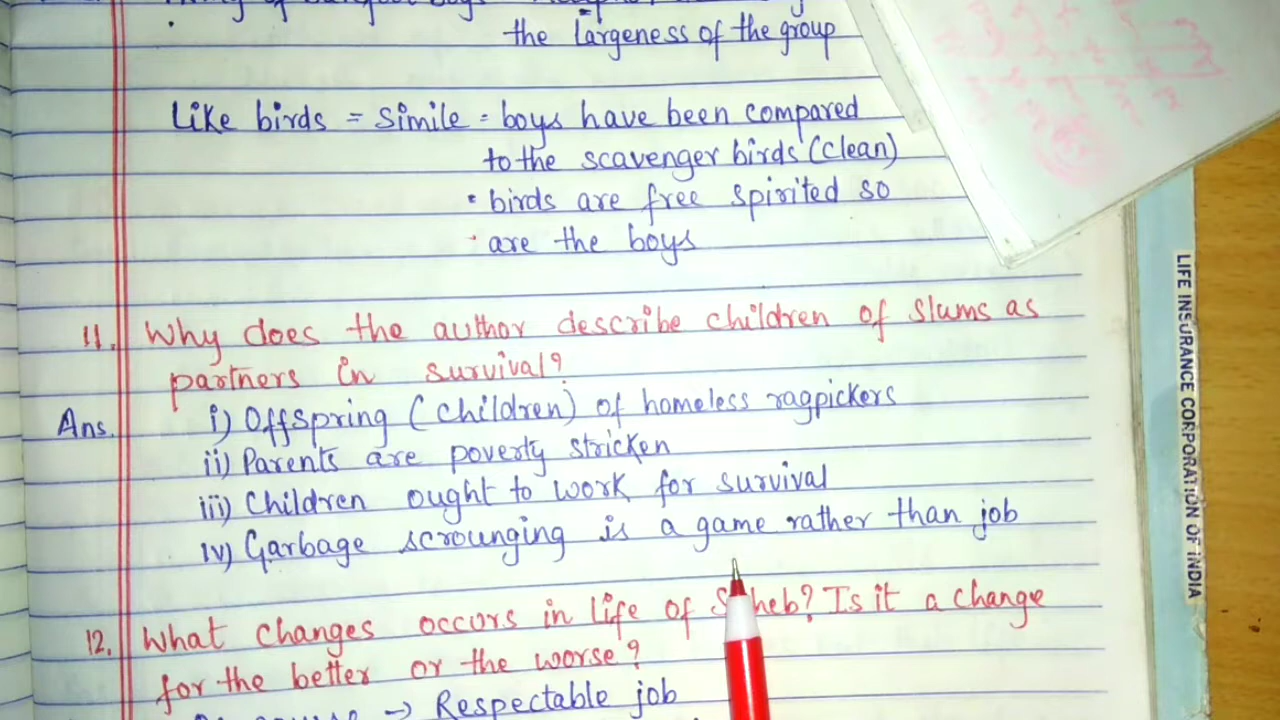 the largeness of the group
Like birds = Simile = boys have been compared
to the scavenger birds (clean)
• birds are free spirited so
• are the boys
11. Why does the author describe children of slums as
partners in survival?
Ans. i) Offspring (children) of homeless ragpickers
ii) Parents are poverty stricken
iii) Children ought to work for survival
iv) Garbage scrounging is a game rather than job
12. What changes occurs in life of Saheb? Is it a change
for the better or the worse?
→ Respectable job
LIFE INSURANCE CORPORATION OF INDIA